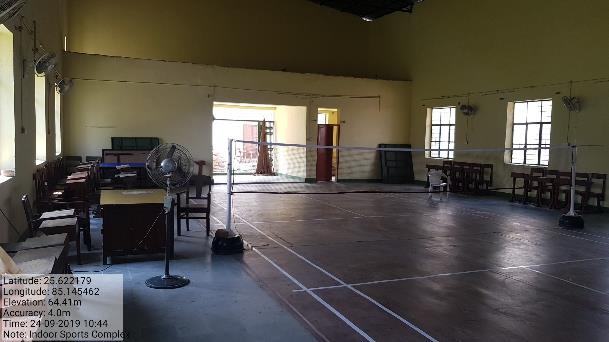 Latitude: 25.622179
Longitude: 85.145462
Elevation: 64.41m
Accuracy: 4.0m
Time: 24-09-2019 10:44
Note: Indoor Sports Complex